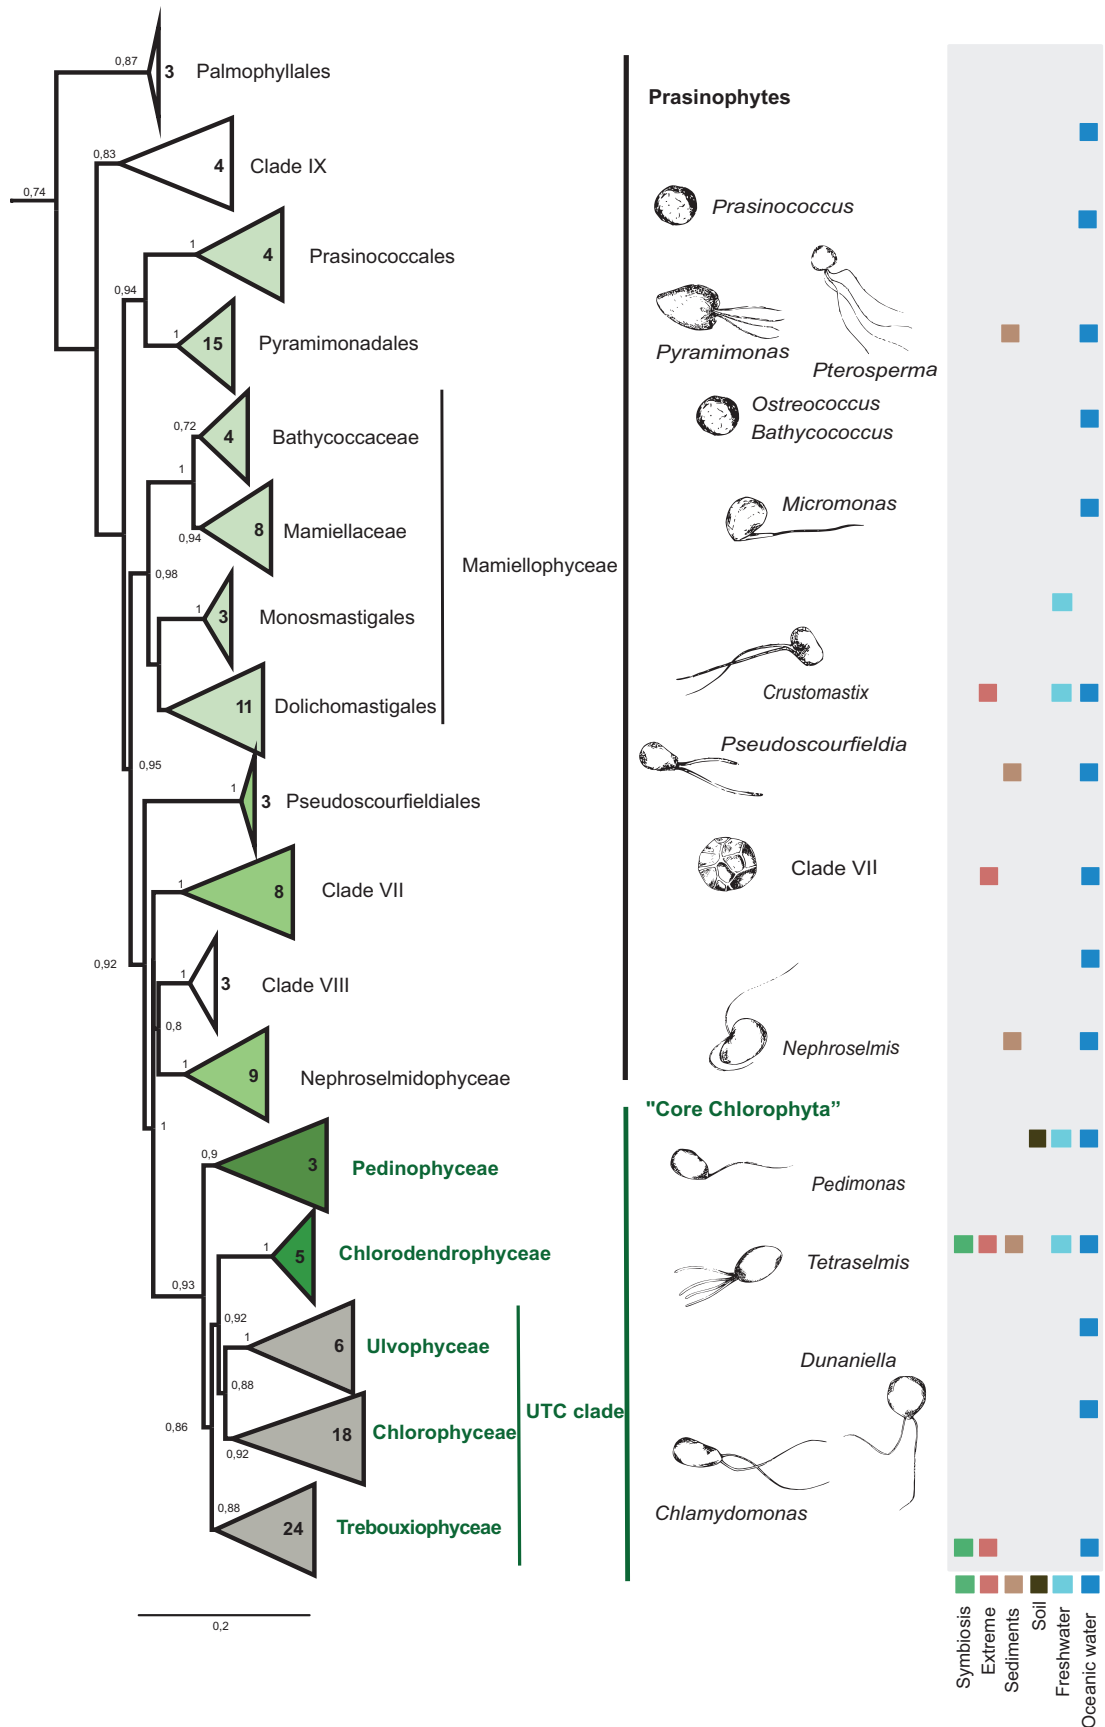 0,87
3
Palmophyllales
Prasinophytes
0,83
4
Clade IX
0,74
Prasinococcus
1
4
Prasinococcales
0,94
1
15
Pyramimonadales
Pyramimonas
Pterosperma
Ostreococcus
Bathycococcus
0,72
4
Bathycoccaceae
1
Micromonas
0,94
8
Mamiellaceae
Mamiellophyceae
0,98
1
3
Monosmastigales
Crustomastix
11
Dolichomastigales
Pseudoscourfieldia
0,95
1
3
Pseudoscourfieldiales
Clade VII
1
8
Clade VII
0,92
1
3
Clade VIII
0,8
Nephroselmis
1
9
Nephroselmidophyceae
"Core Chlorophyta”
1
0,9
3
Pedinophyceae
Pedimonas
1
5
Chlorodendrophyceae
Tetraselmis
0,93
0,92
1
6
Ulvophyceae
Dunaniella
0,88
UTC clade
0,86
0,92
18
Chlorophyceae
Chlamydomonas
0,88
24
Trebouxiophyceae
0,2
Symbiosis
Extreme
Sediments
Soil
Freshwater
Oceanic water